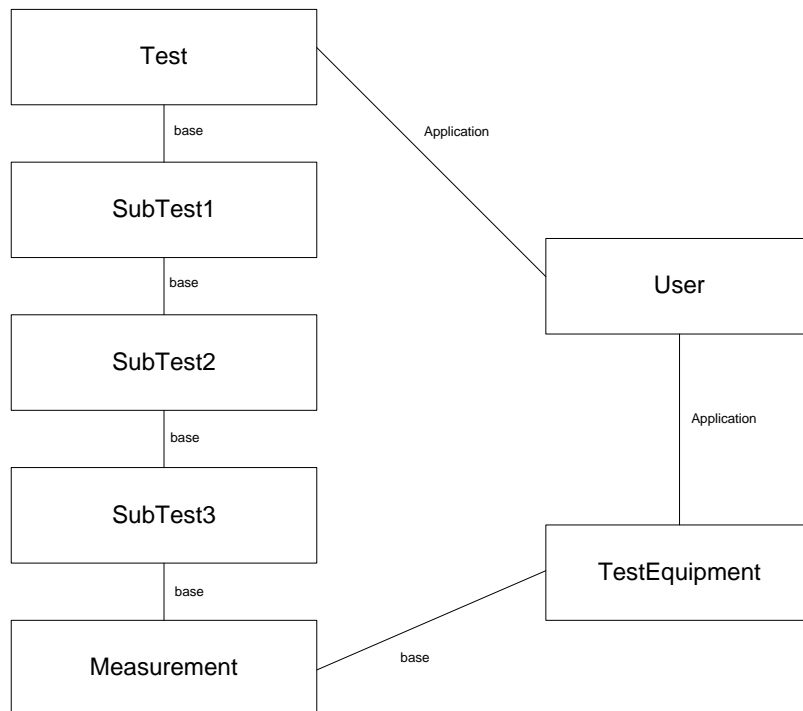 Test
base
Application
SubTest1
User
base
SubTest2
Application
base
SubTest3
TestEquipment
base
Measurement
base